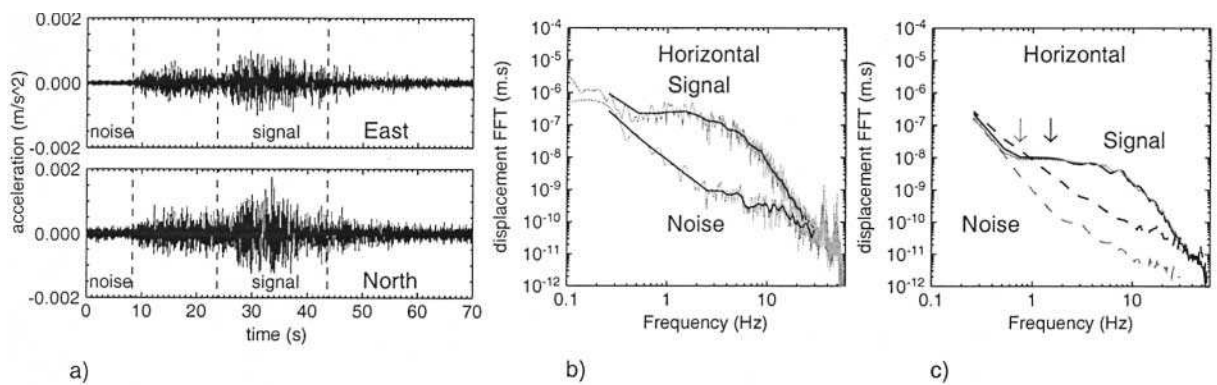 0.002
0.000
-0.002
noise
signal
East
acceleration (m/s^2)
0.002
0.000
-0.002
noise
signal
North
0 10 20 30 40 50 60 70
time (s)
a)
10-4
10-5
10-6
10-7
10-8
10-9
10-10
10-11
10-12
displacement FFT (m.s)
Horizontal
Signal
Noise
0.1 1 10
Frequency (Hz)
b)
10-4
10-5
10-6
10-7
10-8
10-9
10-10
10-11
10-12
displacement FFT (m.s)
Horizontal
Signal
Noise
0.1 1 10
Frequency (Hz)
c)